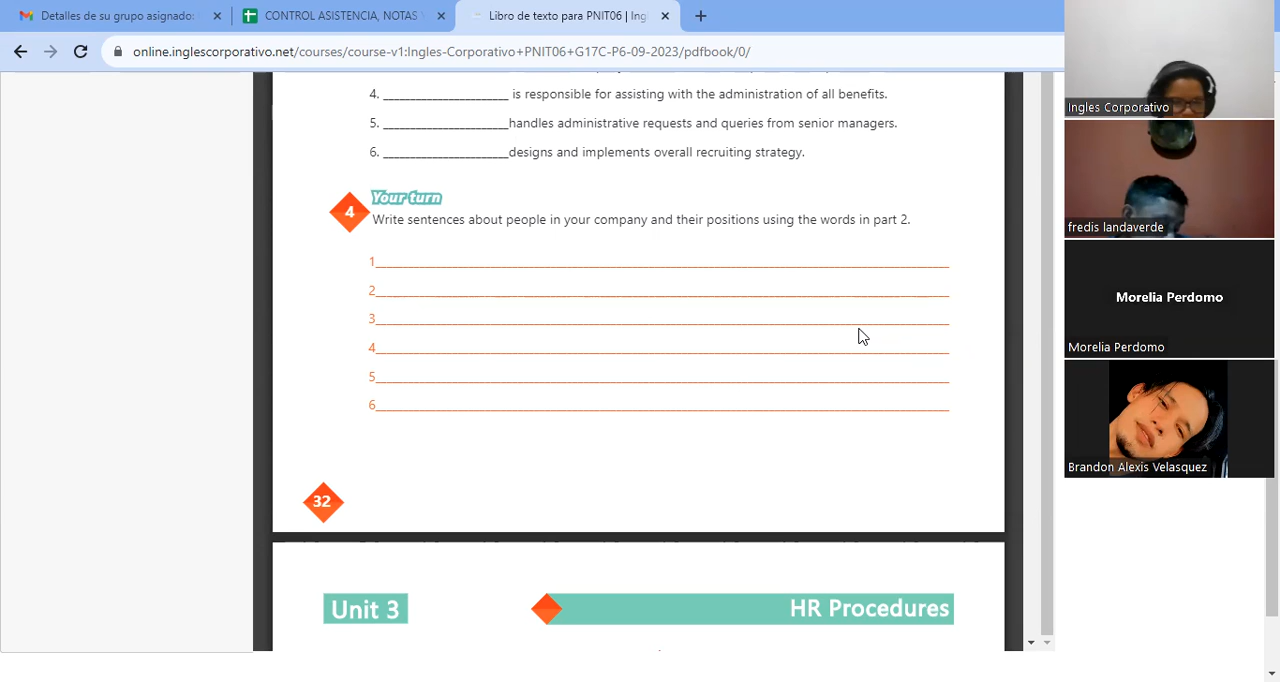 Detalles de su grupo asignado:
CONTROL ASISTENCIA, NOTAS
Libro de texto para PNIT06 | Ing
online.inglescorporativo.net/courses/course-v1:Ingles-Corporativo+PNIT06+G17C-P6-09-2023/pdfbook/0/
4. ______________________ is responsible for assisting with the administration of all benefits.
5. ______________________handles administrative requests and queries from senior managers.
6. ______________________designs and implements overall recruiting strategy.
Your turn
4
Write sentences about people in your company and their positions using the words in part 2.
1
2
3
4
5
6
32
Unit 3
HR Procedures
Ingles Corporativo
fredis landaverde
Morelia Perdomo
Morelia Perdomo
Brandon Alexis Velasquez